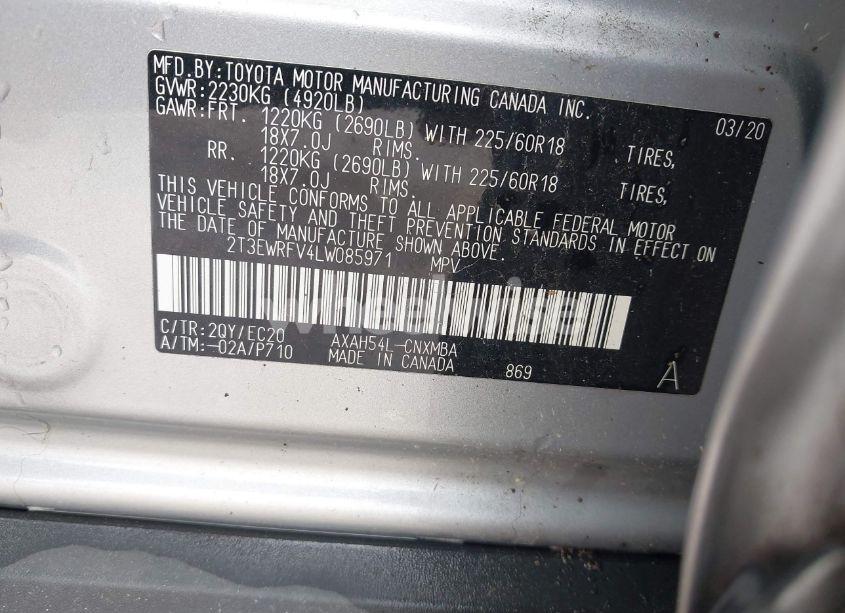 MFD.BY:TOYOTA MOTOR MANUFACTURING CANADA INC.
GVWR:2230KG (4920LB) 03/20
GAWR:FRT. 1220KG (2690LB) WITH 225/60R18 TIRES,
18X7.0J RIMS.
RR. 1220KG (2690LB) WITH 225/60R18 TIRES,
18X7.0J RIMS
THIS VEHICLE CONFORMS TO ALL APPLICABLE FEDERAL MOTOR
VEHICLE SAFETY AND THEFT PREVENTION STANDARDS IN EFFECT ON
THE DATE OF MANUFACTURE SHOWN ABOVE.
2T3EWRFV4LW085971 MPV
C/TR:2QY/EC20 AXAH54L-CNXMBA
A/TM:-02A/P710 MADE IN CANADA 869 A